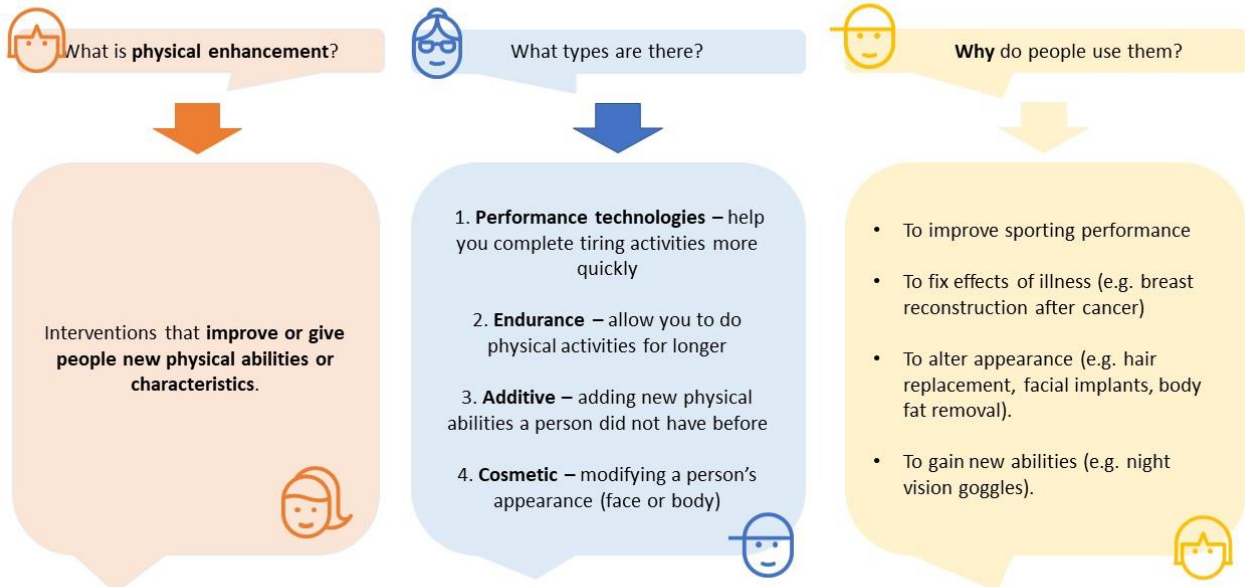 What is physical enhancement?
Interventions that improve or give
people new physical abilities or
characteristics.
What types are there?
1. Performance technologies – help
you complete tiring activities more
quickly
2. Endurance – allow you to do
physical activities for longer
3. Additive – adding new physical
abilities a person did not have before
4. Cosmetic – modifying a person’s
appearance (face or body)
Why do people use them?
• To improve sporting performance
• To fix effects of illness (e.g. breast
reconstruction after cancer)
• To alter appearance (e.g. hair
replacement, facial implants, body
fat removal).
• To gain new abilities (e.g. night
vision goggles).